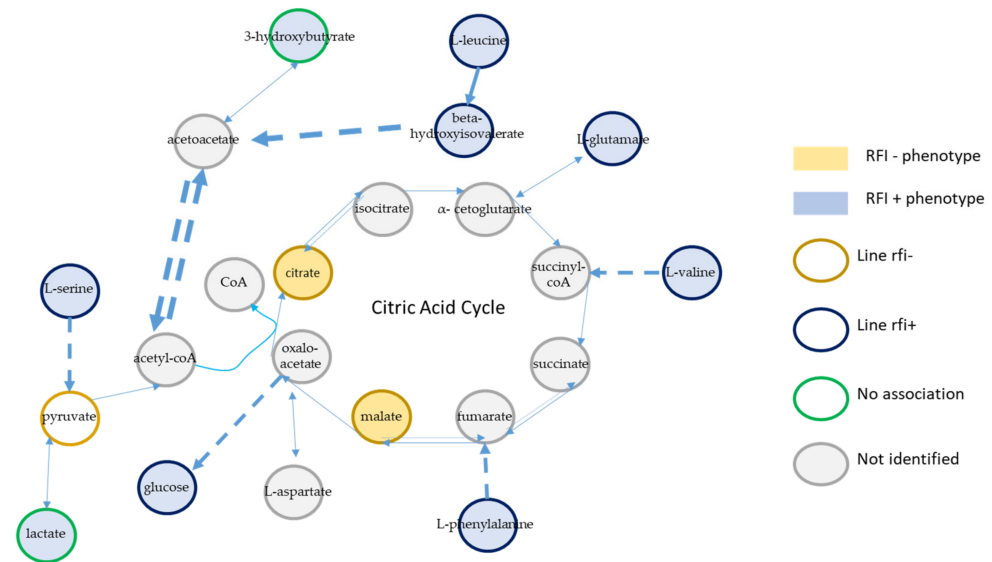 3-hydroxybutyrate
L-leucine
acetoacetate
beta-
hydroxyisovalerate
L-glutamate
isocitrate
α- cetoglutarate
CoA
citrate
succinyl-
coA
L-valine
L-serine
Citric Acid Cycle
acetyl-coA
oxalo-
acetate
succinate
pyruvate
malate
fumarate
glucose
L-aspartate
L-phenylalanine
lactate
RFI - phenotype
RFI + phenotype
Line rfi-
Line rfi+
No association
Not identified